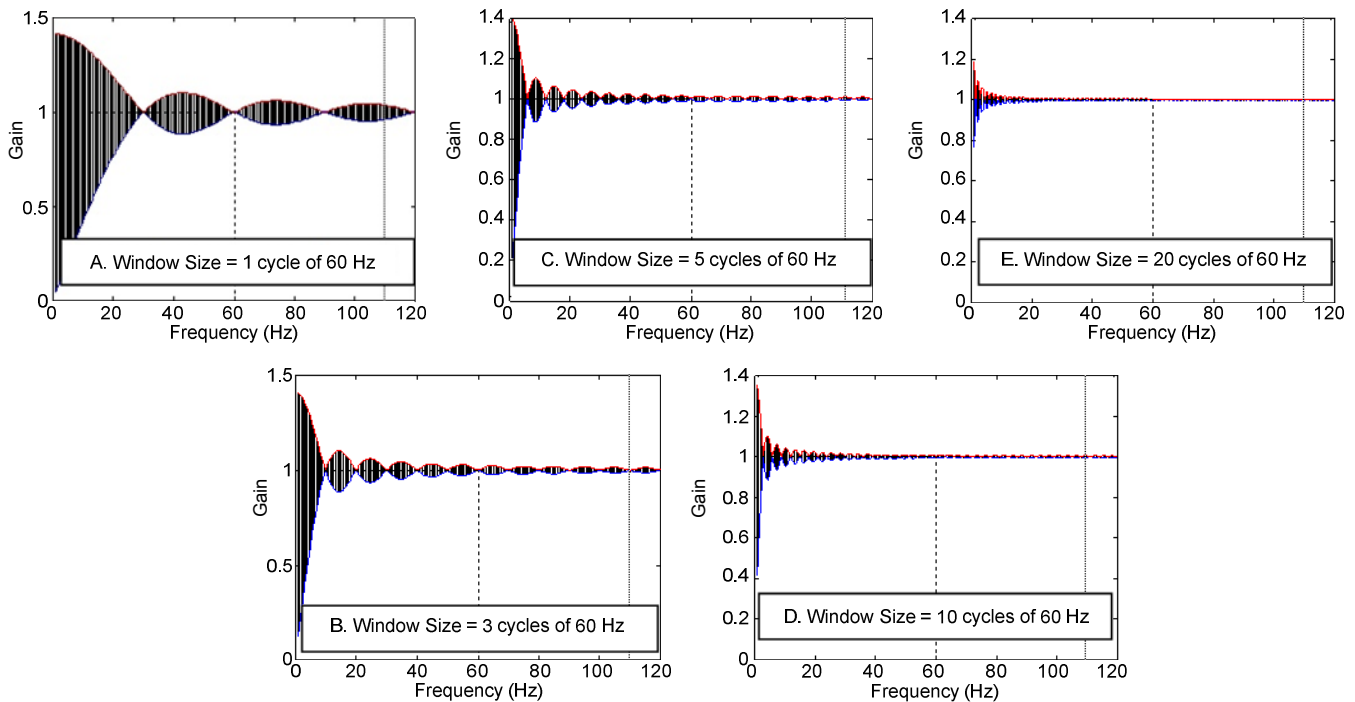 1.5
1
0.5
0
Gain
A. Window Size = 1 cycle of 60 Hz
0 20 40 60 80 100 120
Frequency (Hz)
1.4
1.2
1
0.8
0.6
0.4
0.2
0
Gain
C. Window Size = 5 cycles of 60 Hz
0 20 40 60 80 100 120
Frequency (Hz)
1.4
1.2
1
0.8
0.6
0.4
0.2
0
Gain
E. Window Size = 20 cycles of 60 Hz
0 20 40 60 80 100 120
Frequency (Hz)
1.5
1
0.5
0
Gain
B. Window Size = 3 cycles of 60 Hz
0 20 40 60 80 100 120
Frequency (Hz)
1.4
1.2
1
0.8
0.6
0.4
0.2
0
Gain
D. Window Size = 10 cycles of 60 Hz
0 20 40 60 80 100 120
Frequency (Hz)